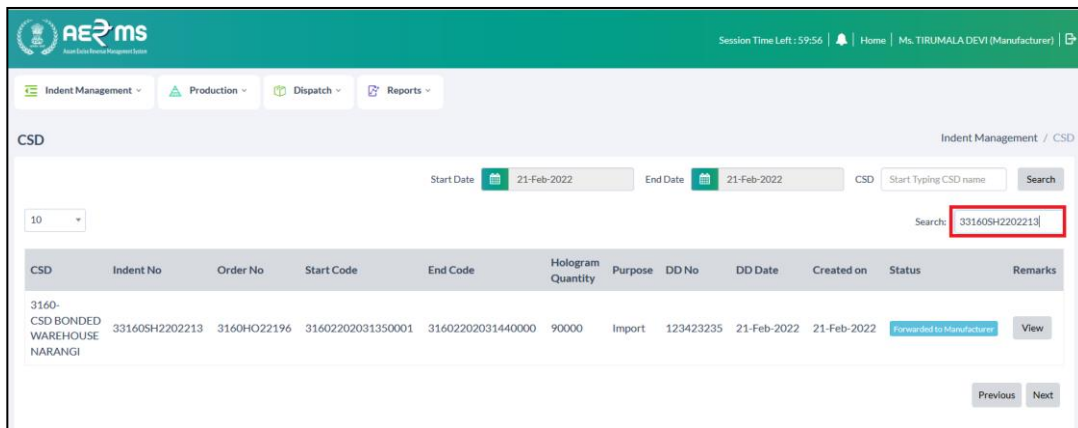 AERMS
Assam Excise Revenue Management System
Session Time Left : 59:56 | Home | Ms. TIRUMALA DEVI (Manufacturer) |
Indent Management Production Dispatch Reports
CSD Indent Management / CSD
Start Date 21-Feb-2022 End Date 21-Feb-2022 CSD Start Typing CSD name Search
10 Search: 33160SH2202213
CSD Indent No Order No Start Code End Code Hologram Quantity Purpose DD No DD Date Created on Status Remarks
3160-
CSD BONDED
WAREHOUSE
NARANGI
33160SH2202213 3160HO22196 31602202031350001 31602202031440000 90000 Import 123423235 21-Feb-2022 21-Feb-2022 Forwarded to Manufacturer View
Previous Next